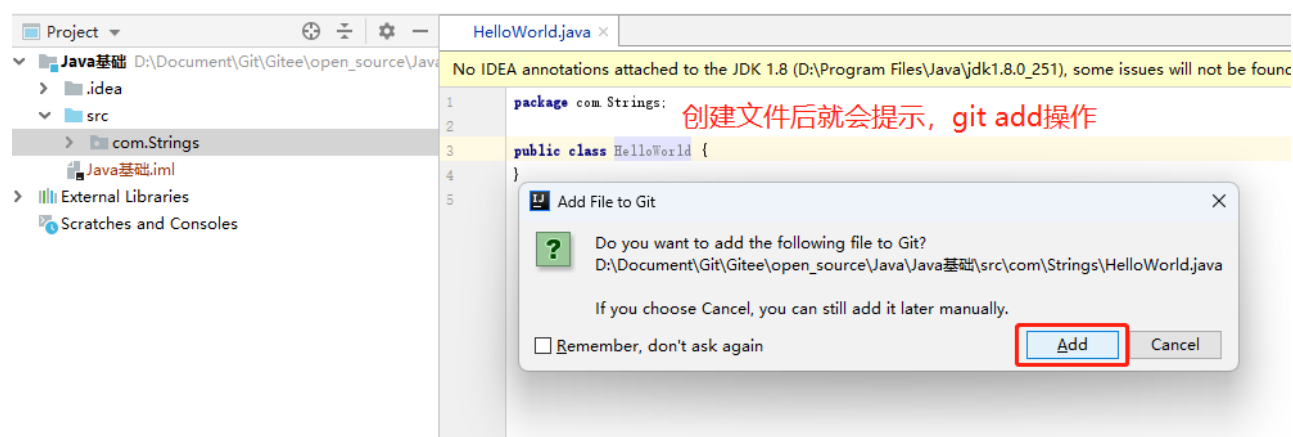 Project
HelloWorld.java
Java基础 D:\Document\Git\Gitee\open_source\Java
No IDEA annotations attached to the JDK 1.8 (D:\Program Files\Java\jdk1.8.0_251), some issues will not be found
.idea
src
com.Strings
Java基础.iml
External Libraries
Scratches and Consoles
1 package com.Strings;
创建文件后就会提示，git add操作
2
3 public class HelloWorld {
4 }
5
Add File to Git
Do you want to add the following file to Git?
D:\Document\Git\Gitee\open_source\Java\Java基础\src\com\Strings\HelloWorld.java
If you choose Cancel, you can still add it later manually.
Remember, don't ask again
Add
Cancel